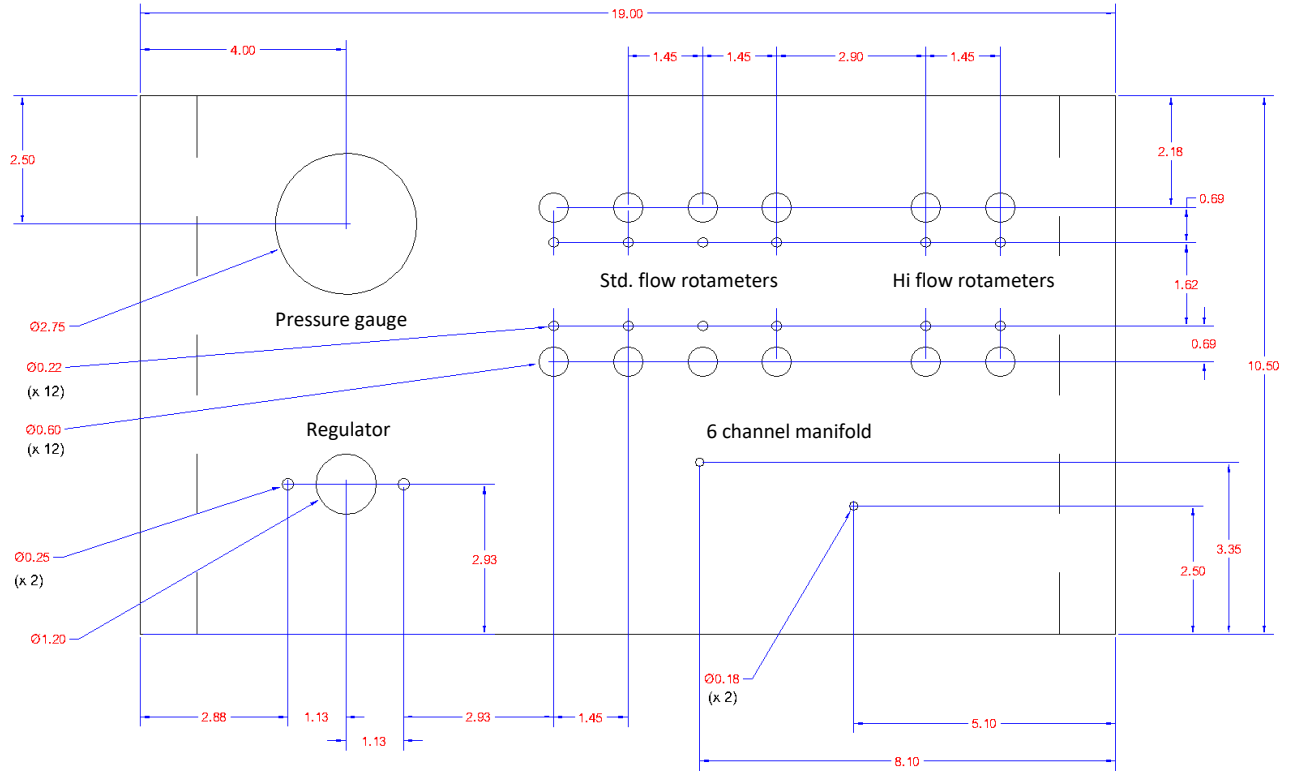 19.00
4.00
1.45
1.45
2.90
1.45
2.50
2.18
0.69
Std. flow rotameters
Hi flow rotameters
1.62
Pressure gauge
Ø2.75
0.69
Ø0.22
(x 12)
10.50
Ø0.60
(x 12)
Regulator
6 channel manifold
Ø0.25
(x 2)
2.93
3.35
2.50
Ø1.20
Ø0.18
(x 2)
2.88
1.13
2.93
1.45
5.10
1.13
8.10